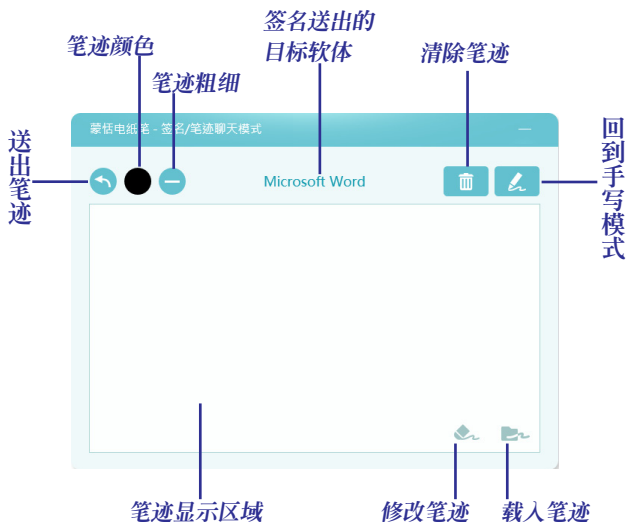 签名送出的
目标软体
笔迹颜色
清除笔迹
笔迹粗细
送出笔迹
回到手写模式
蒙恬电纸笔 - 签名/笔迹聊天模式
Microsoft Word
笔迹显示区域
修改笔迹
载入笔迹